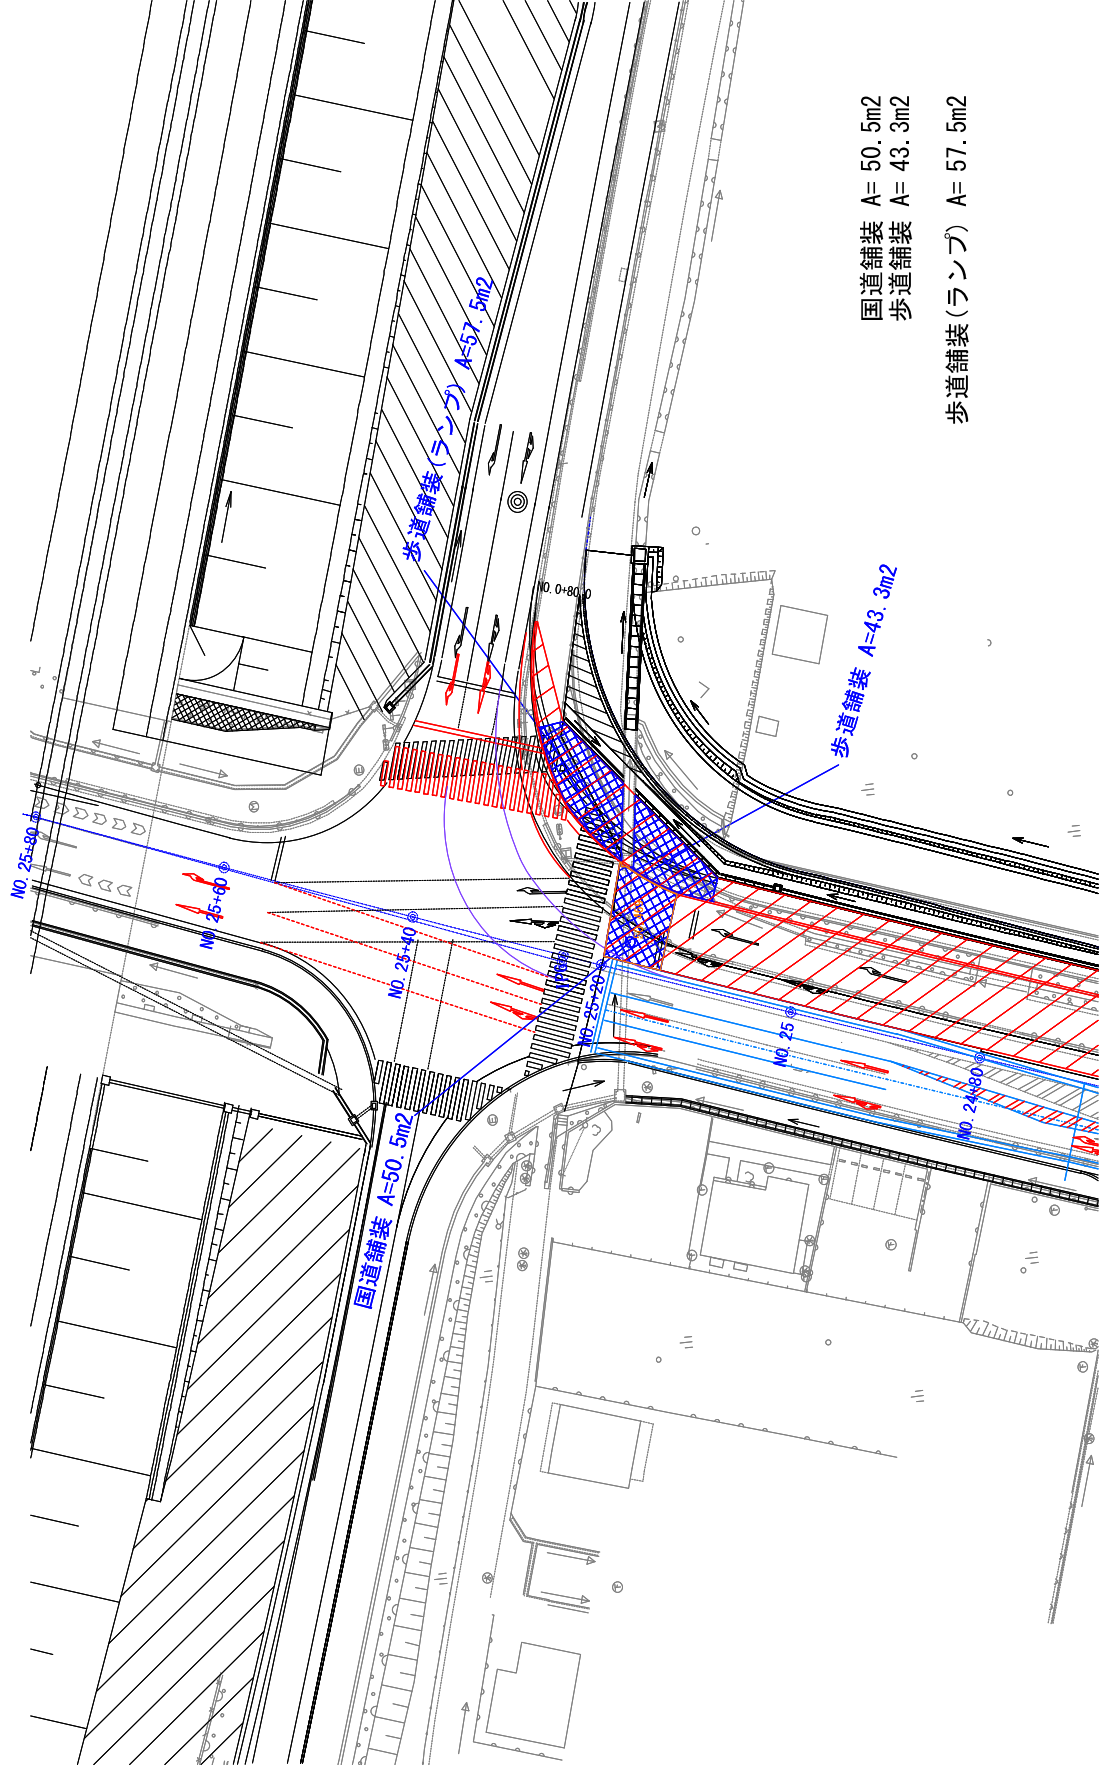 国道舗装 A= 50.5m2
歩道舗装 A= 43.3m2
歩道舗装(ランプ) A= 57.5m2
歩道舗装(ランプ) A=57.5m2
歩道舗装 A=43.3m2
国道舗装 A=50.5m2
NO.0+80.0
NO.25+80
NO.25+60
NO.25+40
NO.25+20
NO.25
NO.24+80